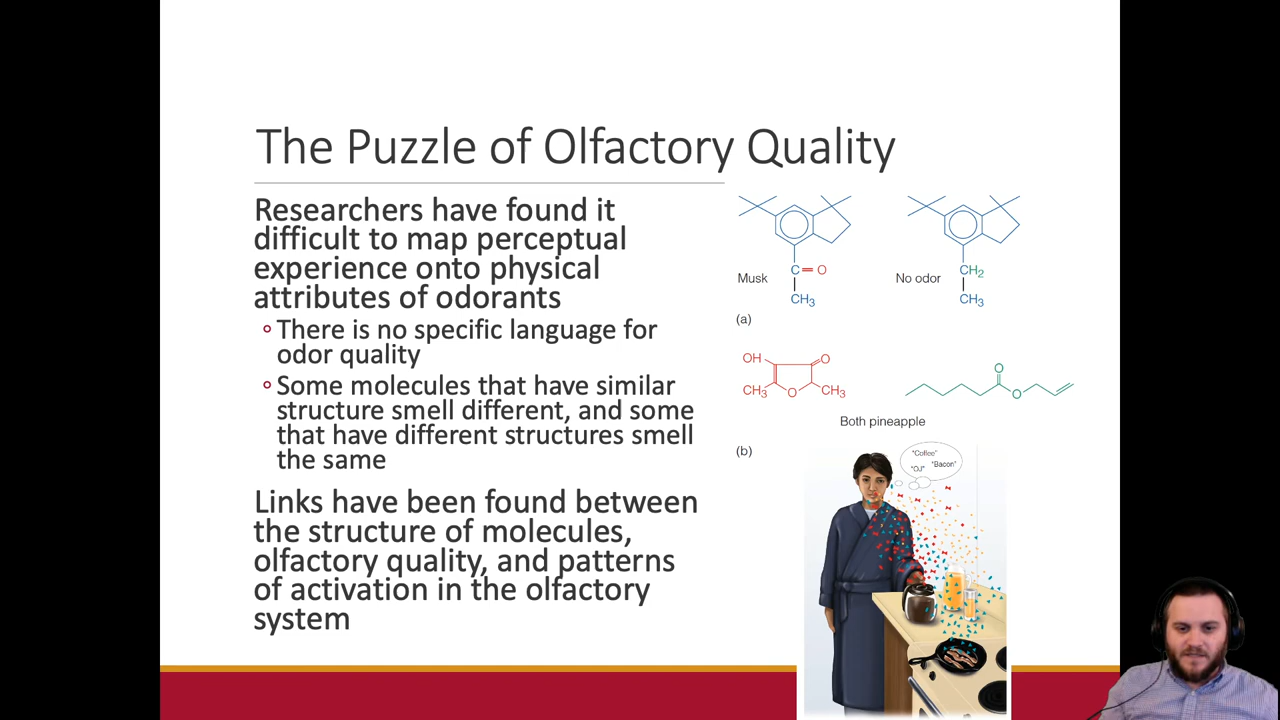 The Puzzle of Olfactory Quality
Researchers have found it
difficult to map perceptual
experience onto physical
attributes of odorants
There is no specific language for
odor quality
Some molecules that have similar
structure smell different, and some
that have different structures smell
the same
Links have been found between
the structure of molecules,
olfactory quality, and patterns
of activation in the olfactory
system
Musk
C=O
CH3
No odor
CH2
CH3
(a)
OH
O
CH3
O
CH3
O
O
Both pineapple
(b)
"Coffee"
"OJ"
"Bacon"